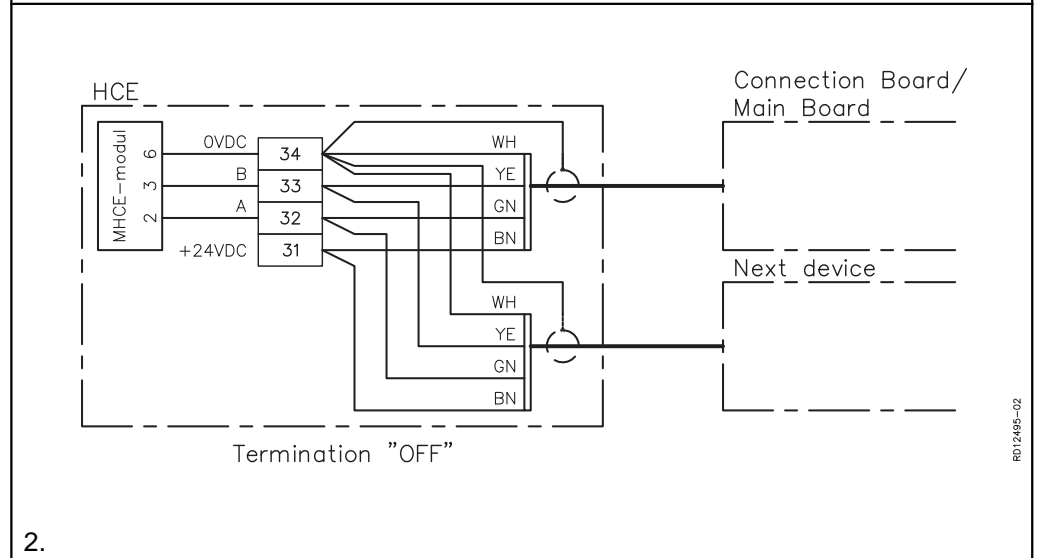 Connection Board/
Main Board
HCE
MHCE-modul
6
3
2
0VDC
B
A
+24VDC
34
33
32
31
WH
YE
GN
BN
Next device
WH
YE
GN
BN
Termination ”OFF”
RD12495-02
2.